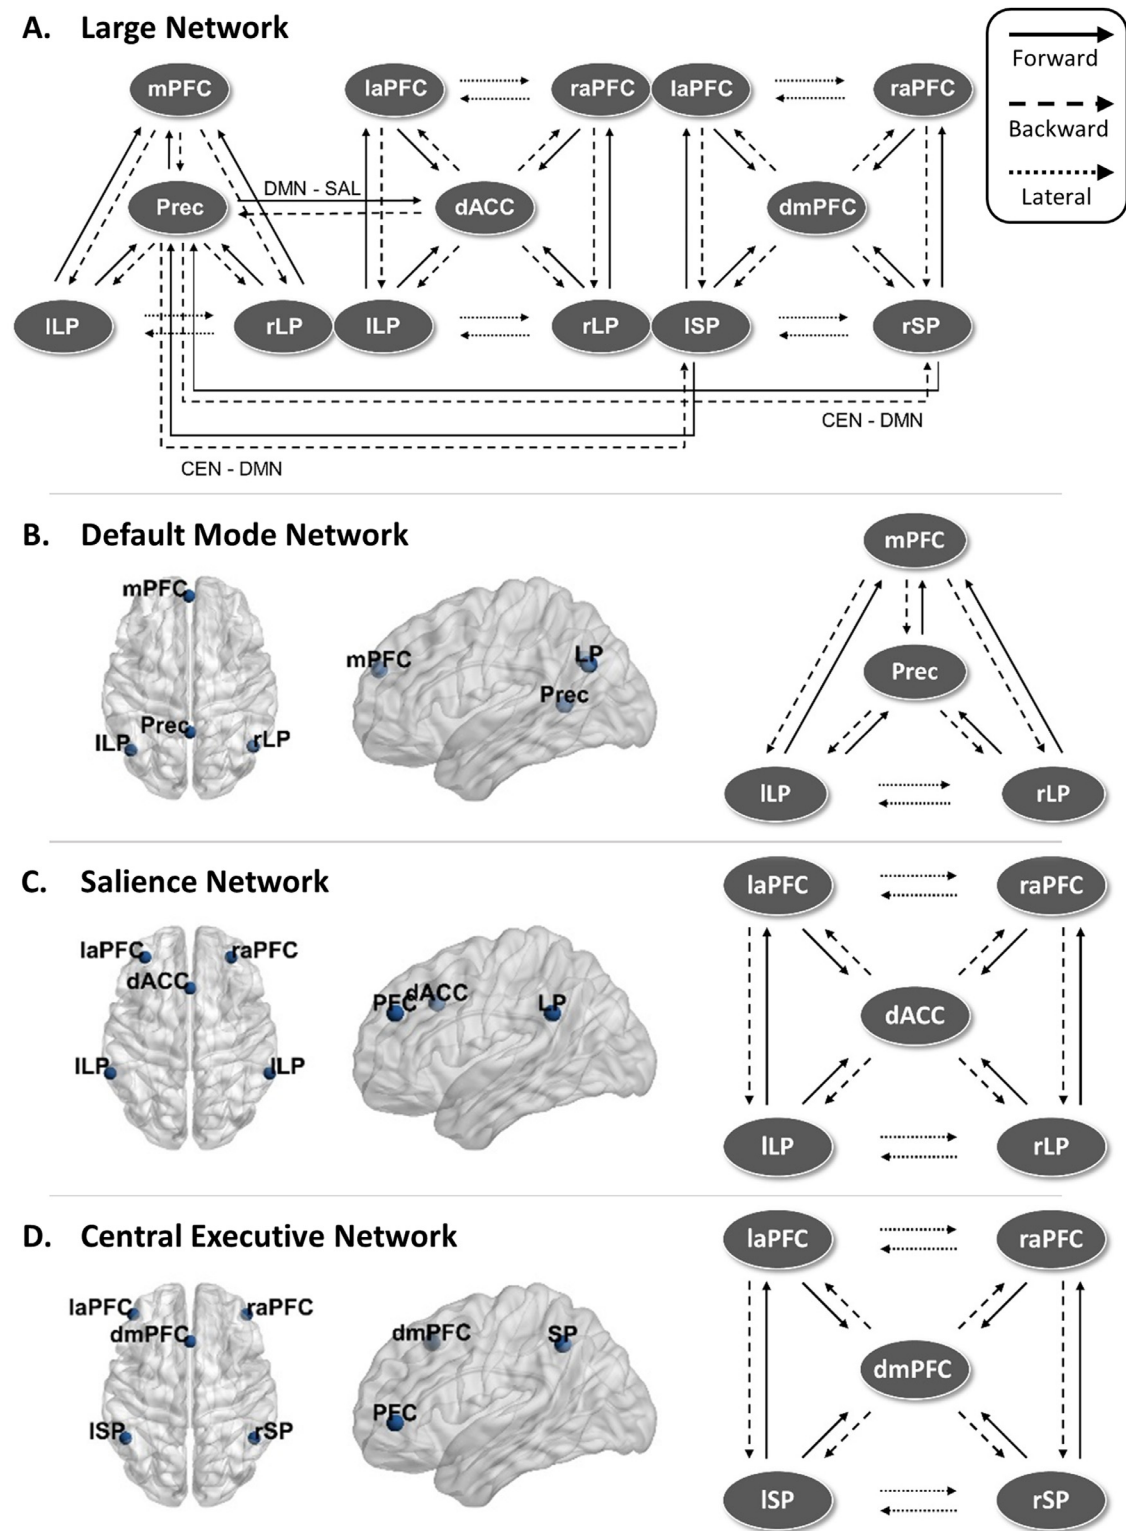 A. Large Network
Forward
Backward
Lateral
mPFC
laPFC
raPFC
laPFC
raPFC
Prec
DMN - SAL
dACC
dmPFC
lLP
rLP
lLP
rLP
lSP
rSP
CEN - DMN
CEN - DMN
B. Default Mode Network
mPFC
Prec
lLP
rLP
mPFC
LP
Prec
mPFC
Prec
lLP
rLP
C. Salience Network
laPFC
raPFC
dACC
lLP
lLP
PFC
dACC
LP
laPFC
raPFC
dACC
lLP
rLP
D. Central Executive Network
laPFC
raPFC
dmPFC
lSP
rSP
dmPFC
SP
PFC
laPFC
raPFC
dmPFC
lSP
rSP